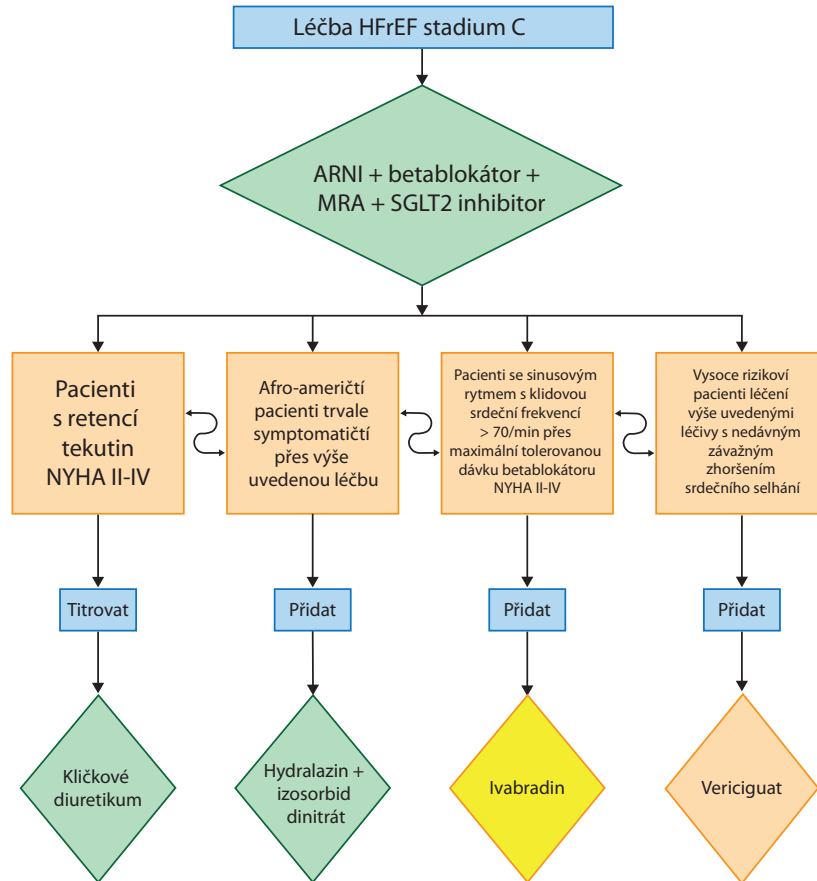 Léčba HFrEF stadium C
ARNI + betablokátor +
MRA + SGLT2 inhibitor
Pacienti
s retencí
tekutin
NYHA II-IV
Afro-američtí
pacienti trvale
symptomatičtí
přes výše
uvedenou léčbu
Pacienti se sinusovým
rytmem s klidovou
srdeční frekvencí
> 70/min přes
maximální tolerovanou
dávku betablokátoru
NYHA II-IV
Vysoce rizikoví
pacienti léčení
výše uvedenými
léčivy s nedávným
závažným
zhoršením
srdečního selhání
Titrovat
Přidat
Přidat
Přidat
Kličkové
diuretikum
Hydralazin +
izosorbid
dinitrát
Ivabradin
Vericiguat